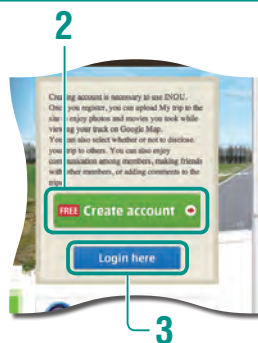 2
Creating account is necessary to use INOU.
Once you register, you can upload My trip to the
site to enjoy photos and movies you took while
viewing your track on Google Map.
You can also select whether or not to disclose
your trip to others. You can also enjoy
communication among members, making friends
with other members, or adding comments to the
trips.
FREE Create account
Login here
3